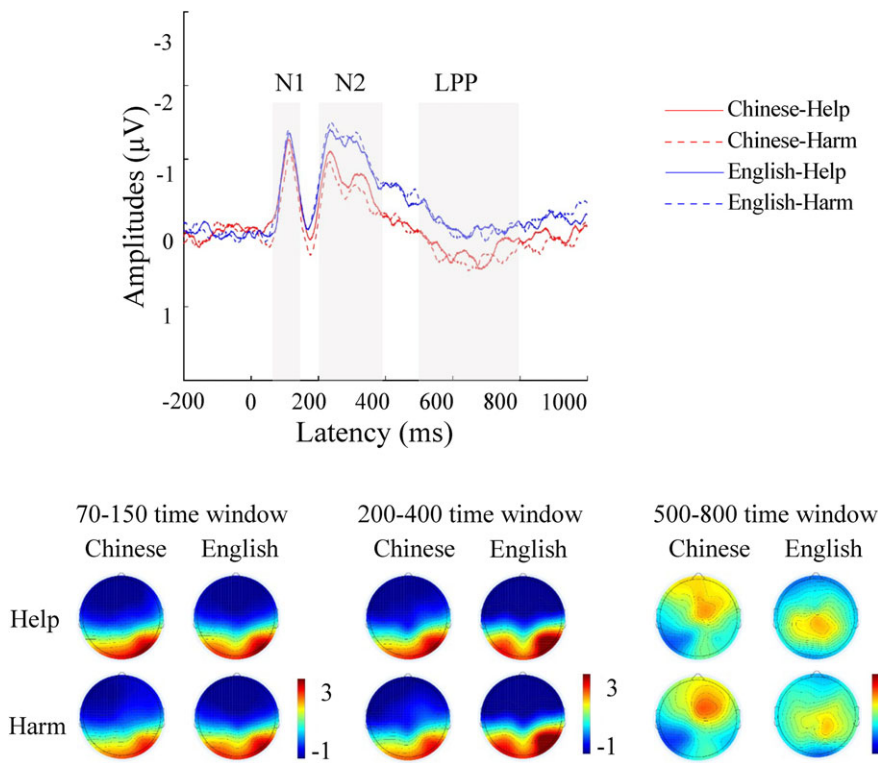 -3
N1 N2 LPP
-2
Chinese-Help
Chinese-Harm
English-Help
English-Harm
-1
0
1
Amplitudes (μV)
-200 0 200 400 600 800 1000
Latency (ms)
70-150 time window 200-400 time window 500-800 time window
Chinese English Chinese English Chinese English
Help
3 3
Harm
-1 -1